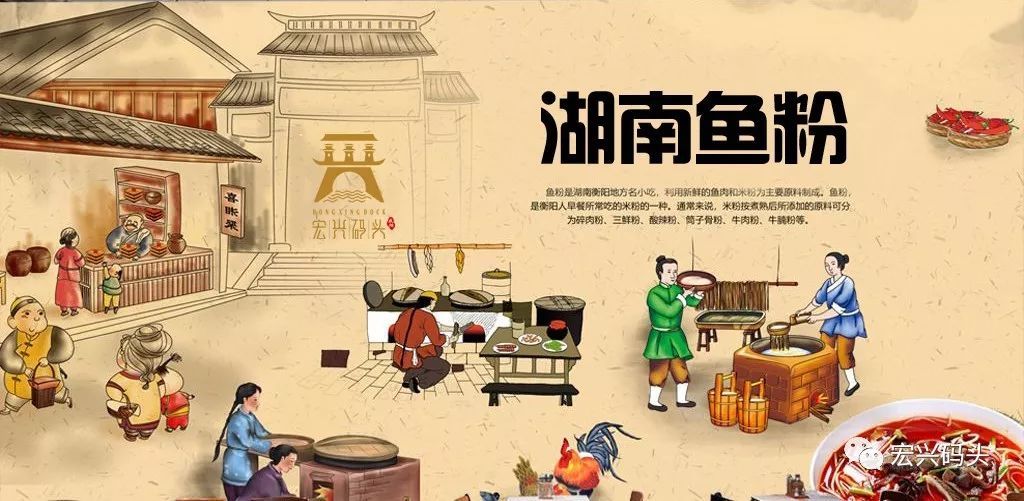 湖南鱼粉
鱼粉是湖南衡阳地方名小吃，利用新鲜的鱼肉和米粉为主要原料制成。鱼粉，
是衡阳人早餐所常吃的米粉的一种。通常来说，米粉按煮熟后所添加的原料可分
为碎肉粉、三鲜粉、酸辣粉、筒子骨粉、牛肉粉、牛腩粉等。
HONGXING DOCK
宏兴码头
喜眯来
宏兴码头